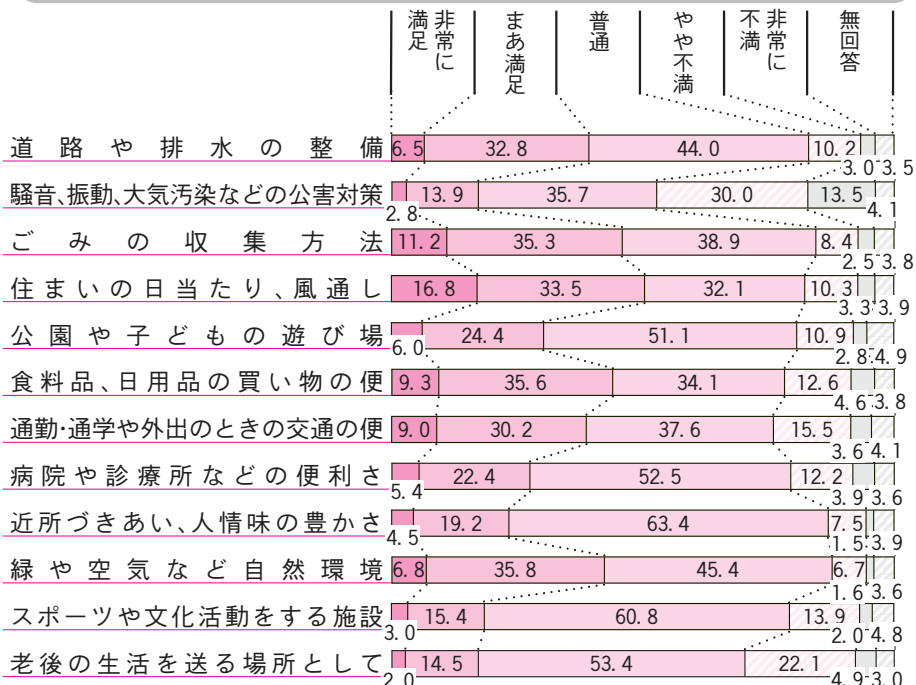 非常に満足
まあ満足
普通
やや不満
非常に不満
無回答
道路や排水の整備 6.5 32.8 44.0 10.2 3.0 3.5
騒音、振動、大気汚染などの公害対策 2.8 13.9 35.7 30.0 13.5 4.1
ごみの収集方法 11.2 35.3 38.9 8.4 2.5 3.8
住まいの日当たり、風通し 16.8 33.5 32.1 10.3 3.3 3.9
公園や子どもの遊び場 6.0 24.4 51.1 10.9 2.8 4.9
食料品、日用品の買い物の便 9.3 35.6 34.1 12.6 4.6 3.8
通勤・通学や外出のときの交通の便 9.0 30.2 37.6 15.5 3.6 4.1
病院や診療所などの便利さ 5.4 22.4 52.5 12.2 3.9 3.6
近所づきあい、人情味の豊かさ 4.5 19.2 63.4 7.5 1.5 3.9
緑や空気など自然環境 6.8 35.8 45.4 6.7 1.6 3.6
スポーツや文化活動をする施設 3.0 15.4 60.8 13.9 2.0 4.8
老後の生活を送る場所として 2.0 14.5 53.4 22.1 4.9 3.0